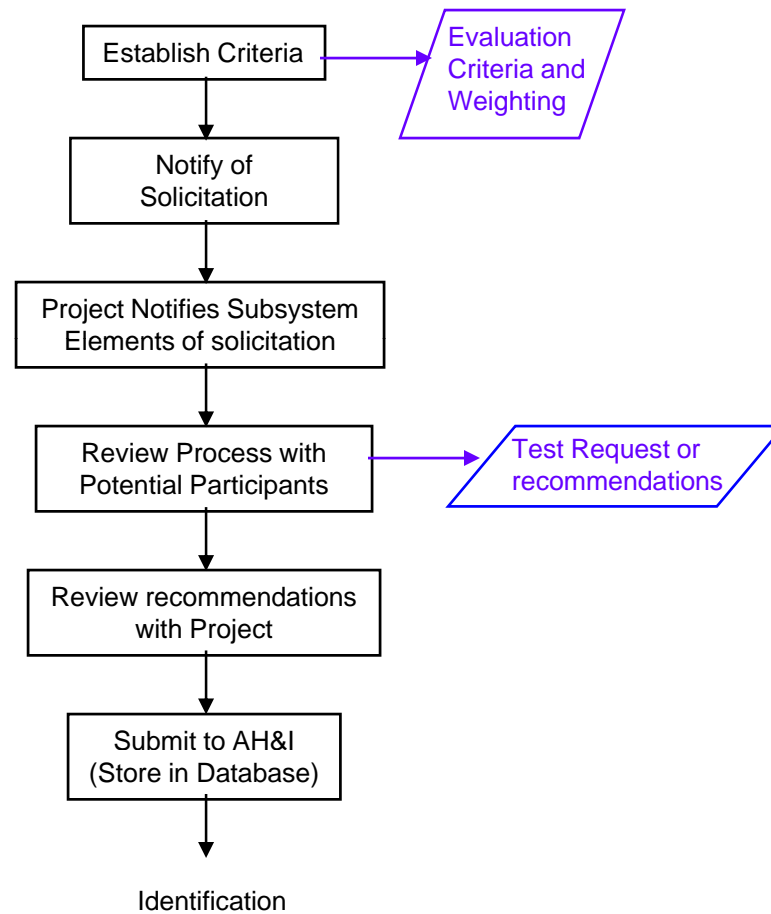 Establish Criteria
Evaluation
Criteria and
Weighting
Notify of
Solicitation
Project Notifies Subsystem
Elements of solicitation
Review Process with
Potential Participants
Test Request or
recommendations
Review recommendations
with Project
Submit to AH&I
(Store in Database)
Identification